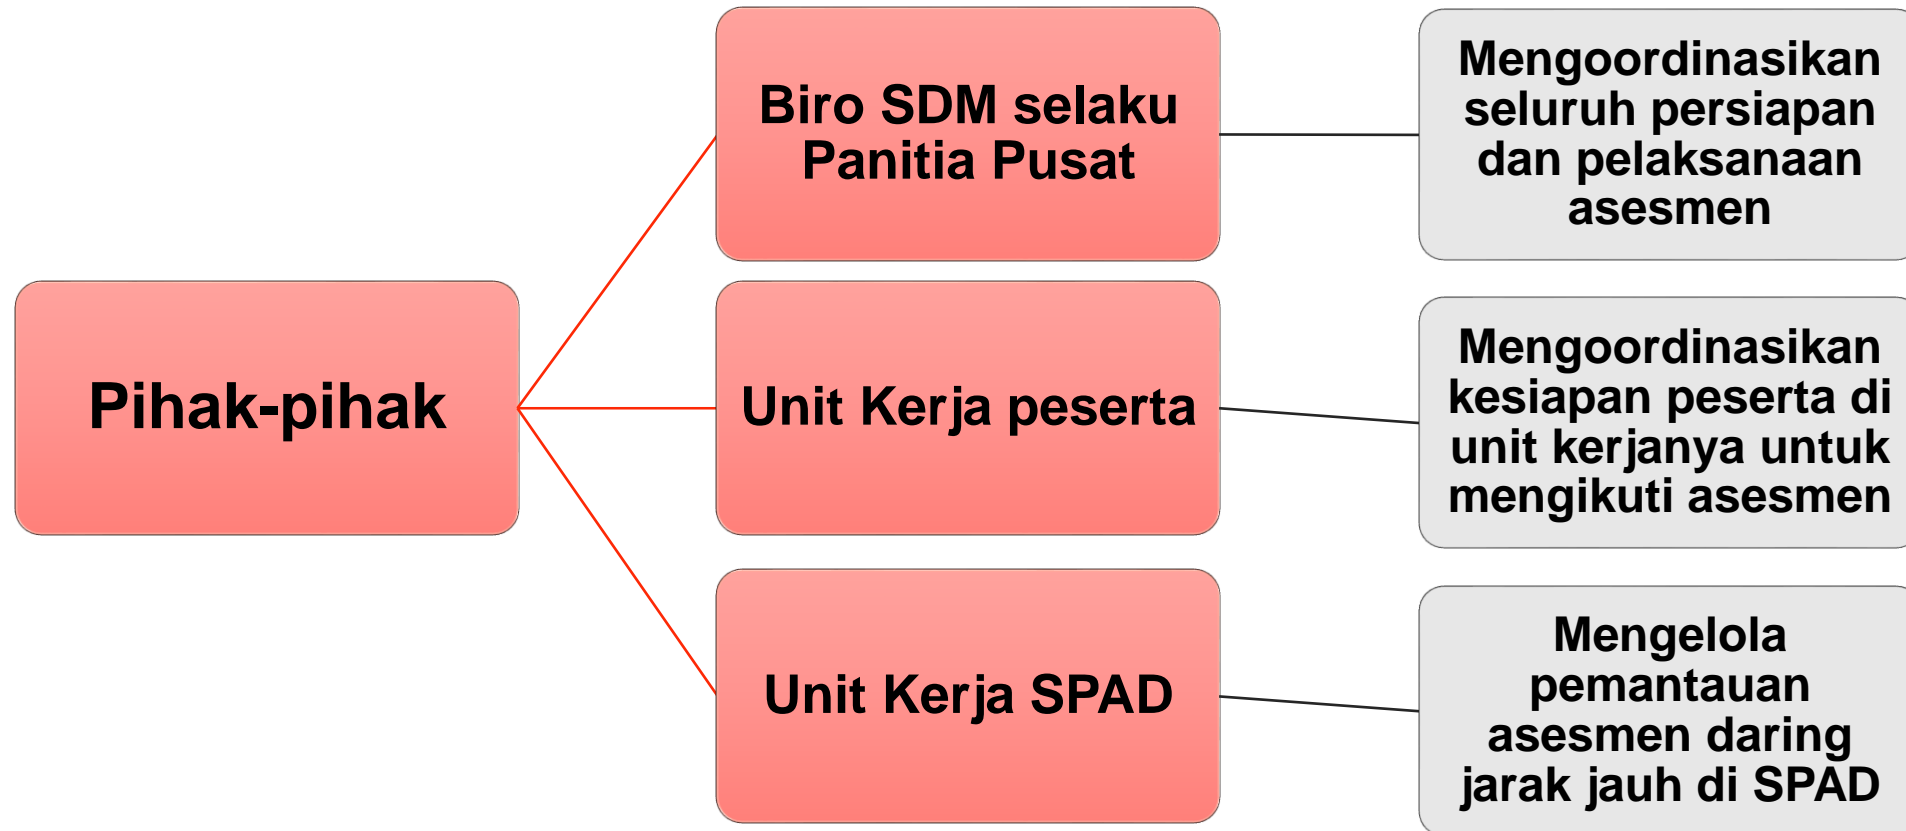 Pihak-pihak
Biro SDM selaku
Panitia Pusat
Mengoordinasikan
seluruh persiapan
dan pelaksanaan
asesmen
Unit Kerja peserta
Mengoordinasikan
kesiapan peserta di
unit kerjanya untuk
mengikuti asesmen
Unit Kerja SPAD
Mengelola
pemantauan
asesmen daring
jarak jauh di SPAD